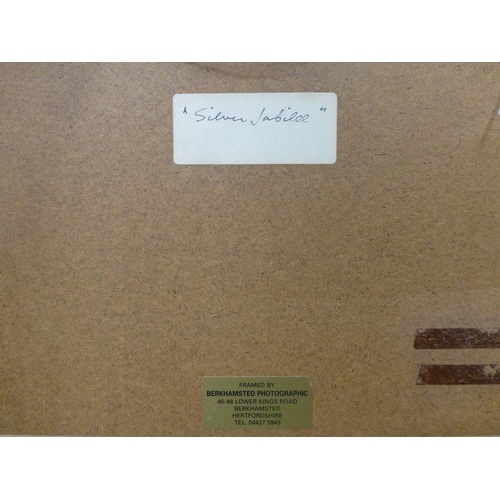 "Silver Jubilee"
FRAMED BY
BERKHAMSTED PHOTOGRAPHIC
46/48 LOWER KINGS ROAD
BERKHAMSTED
HERTFORDSHIRE
TEL. 04427 5943